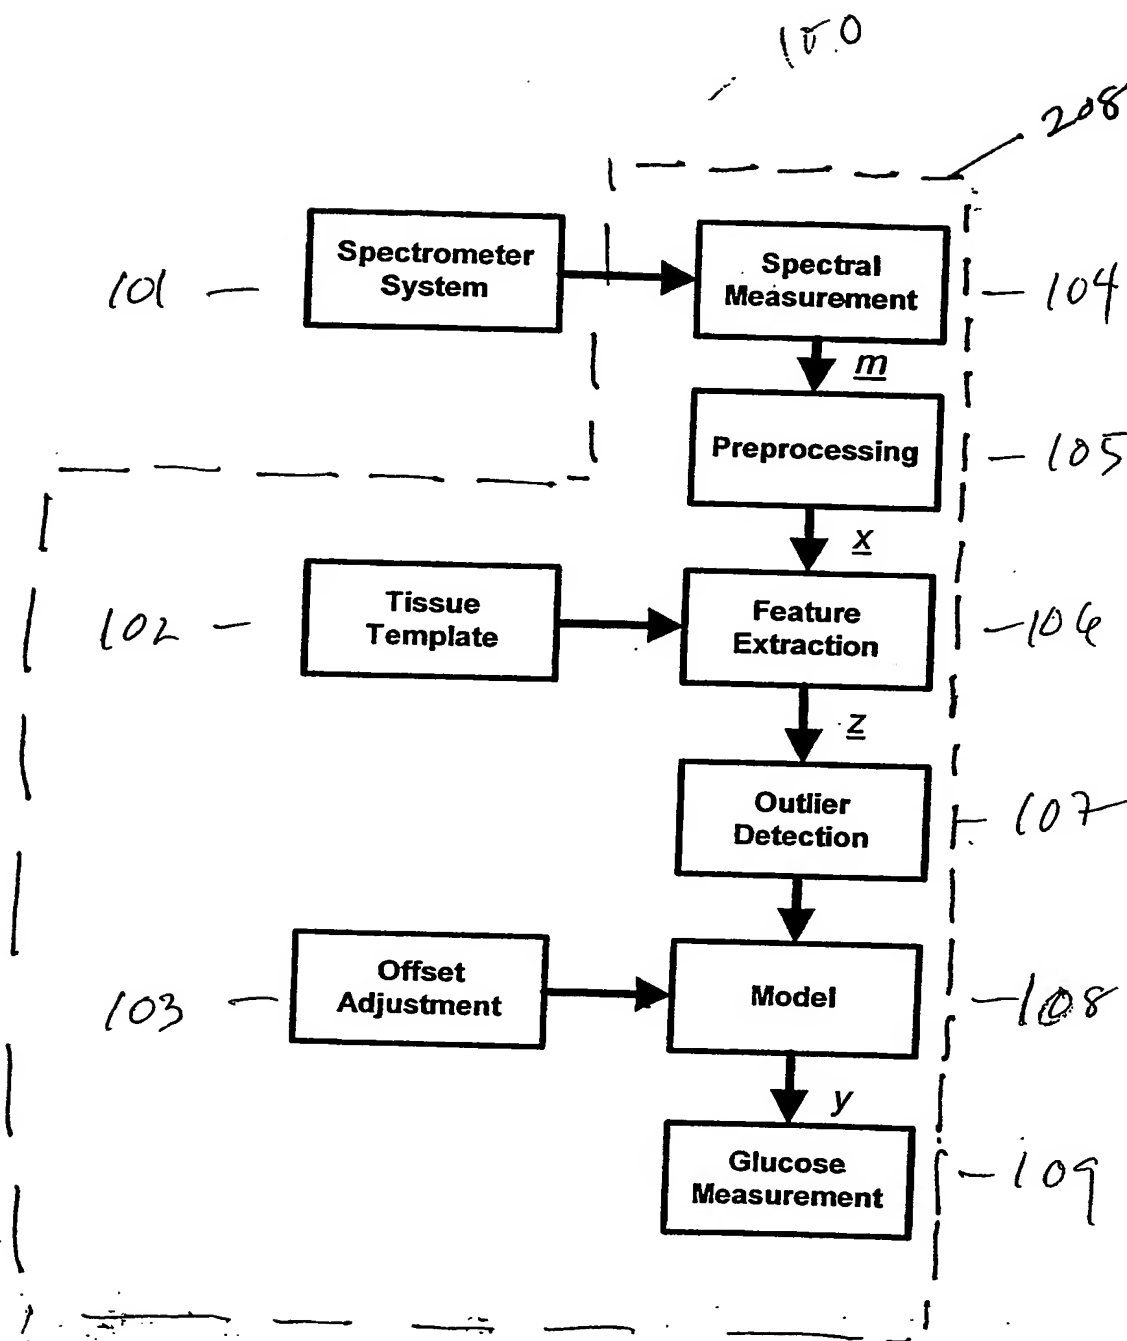 100
208
Spectrometer
System
Spectral
Measurement
101
104
m
Preprocessing
105
x
Tissue
Template
Feature
Extraction
102
106
z
Outlier
Detection
107
Offset
Adjustment
Model
103
108
y
Glucose
Measurement
109